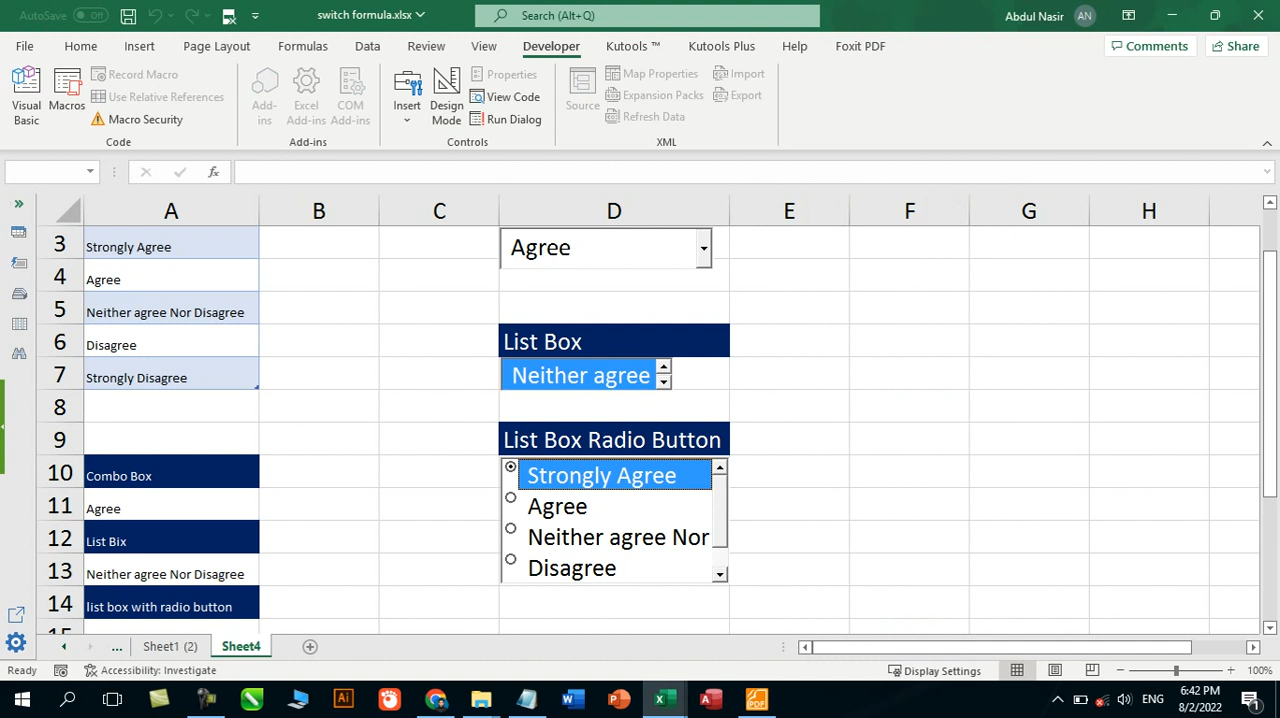 AutoSave Off switch formula.xlsx Search (Alt+Q) Abdul Nasir AN
File Home Insert Draw Page Layout Formulas Data Review View Developer Kutools ™ Kutools Plus Help Foxit PDF Comments Share
Visual Basic
Macros
Record Macro
Use Relative References
Macro Security
Code
Add-ins
Excel Add-ins
COM Add-ins
Add-ins
Insert
Design Mode
Properties
View Code
Run Dialog
Controls
Source
Map Properties
Expansion Packs
Refresh Data
Import
Export
XML
fx
A B C D E F G H
3 Strongly Agree Agree
4 Agree
5 Neither agree Nor Disagree
6 Disagree List Box
7 Strongly Disagree Neither agree
8
9 List Box Radio Button
10 Combo Box Strongly Agree
11 Agree Agree
12 List Bix Neither agree Nor
13 Neither agree Nor Disagree Disagree
14 list box with radio button
15
... Sheet1 (2) Sheet4
Ready Accessibility: Investigate Display Settings 100%
ENG 6:42 PM
8/2/2022